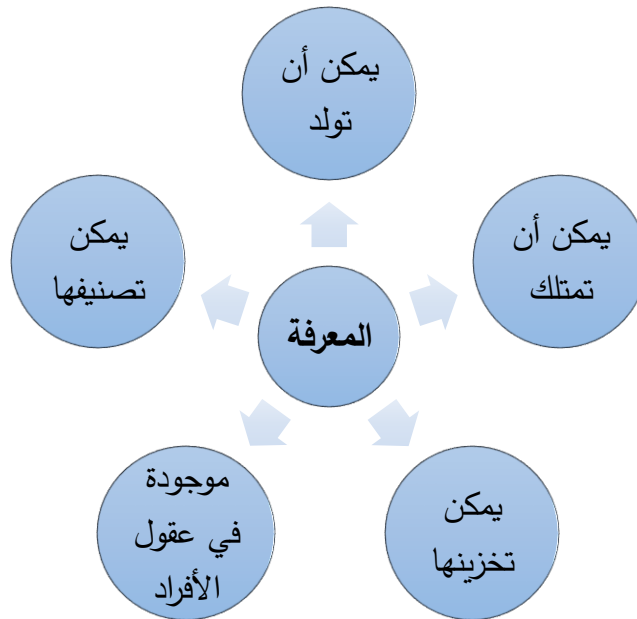 يمكن أن
تولد
يمكن أن
تمتلك
يمكن
تخزينها
موجودة
في عقول
الأفراد
يمكن
تصنيفها
المعرفة